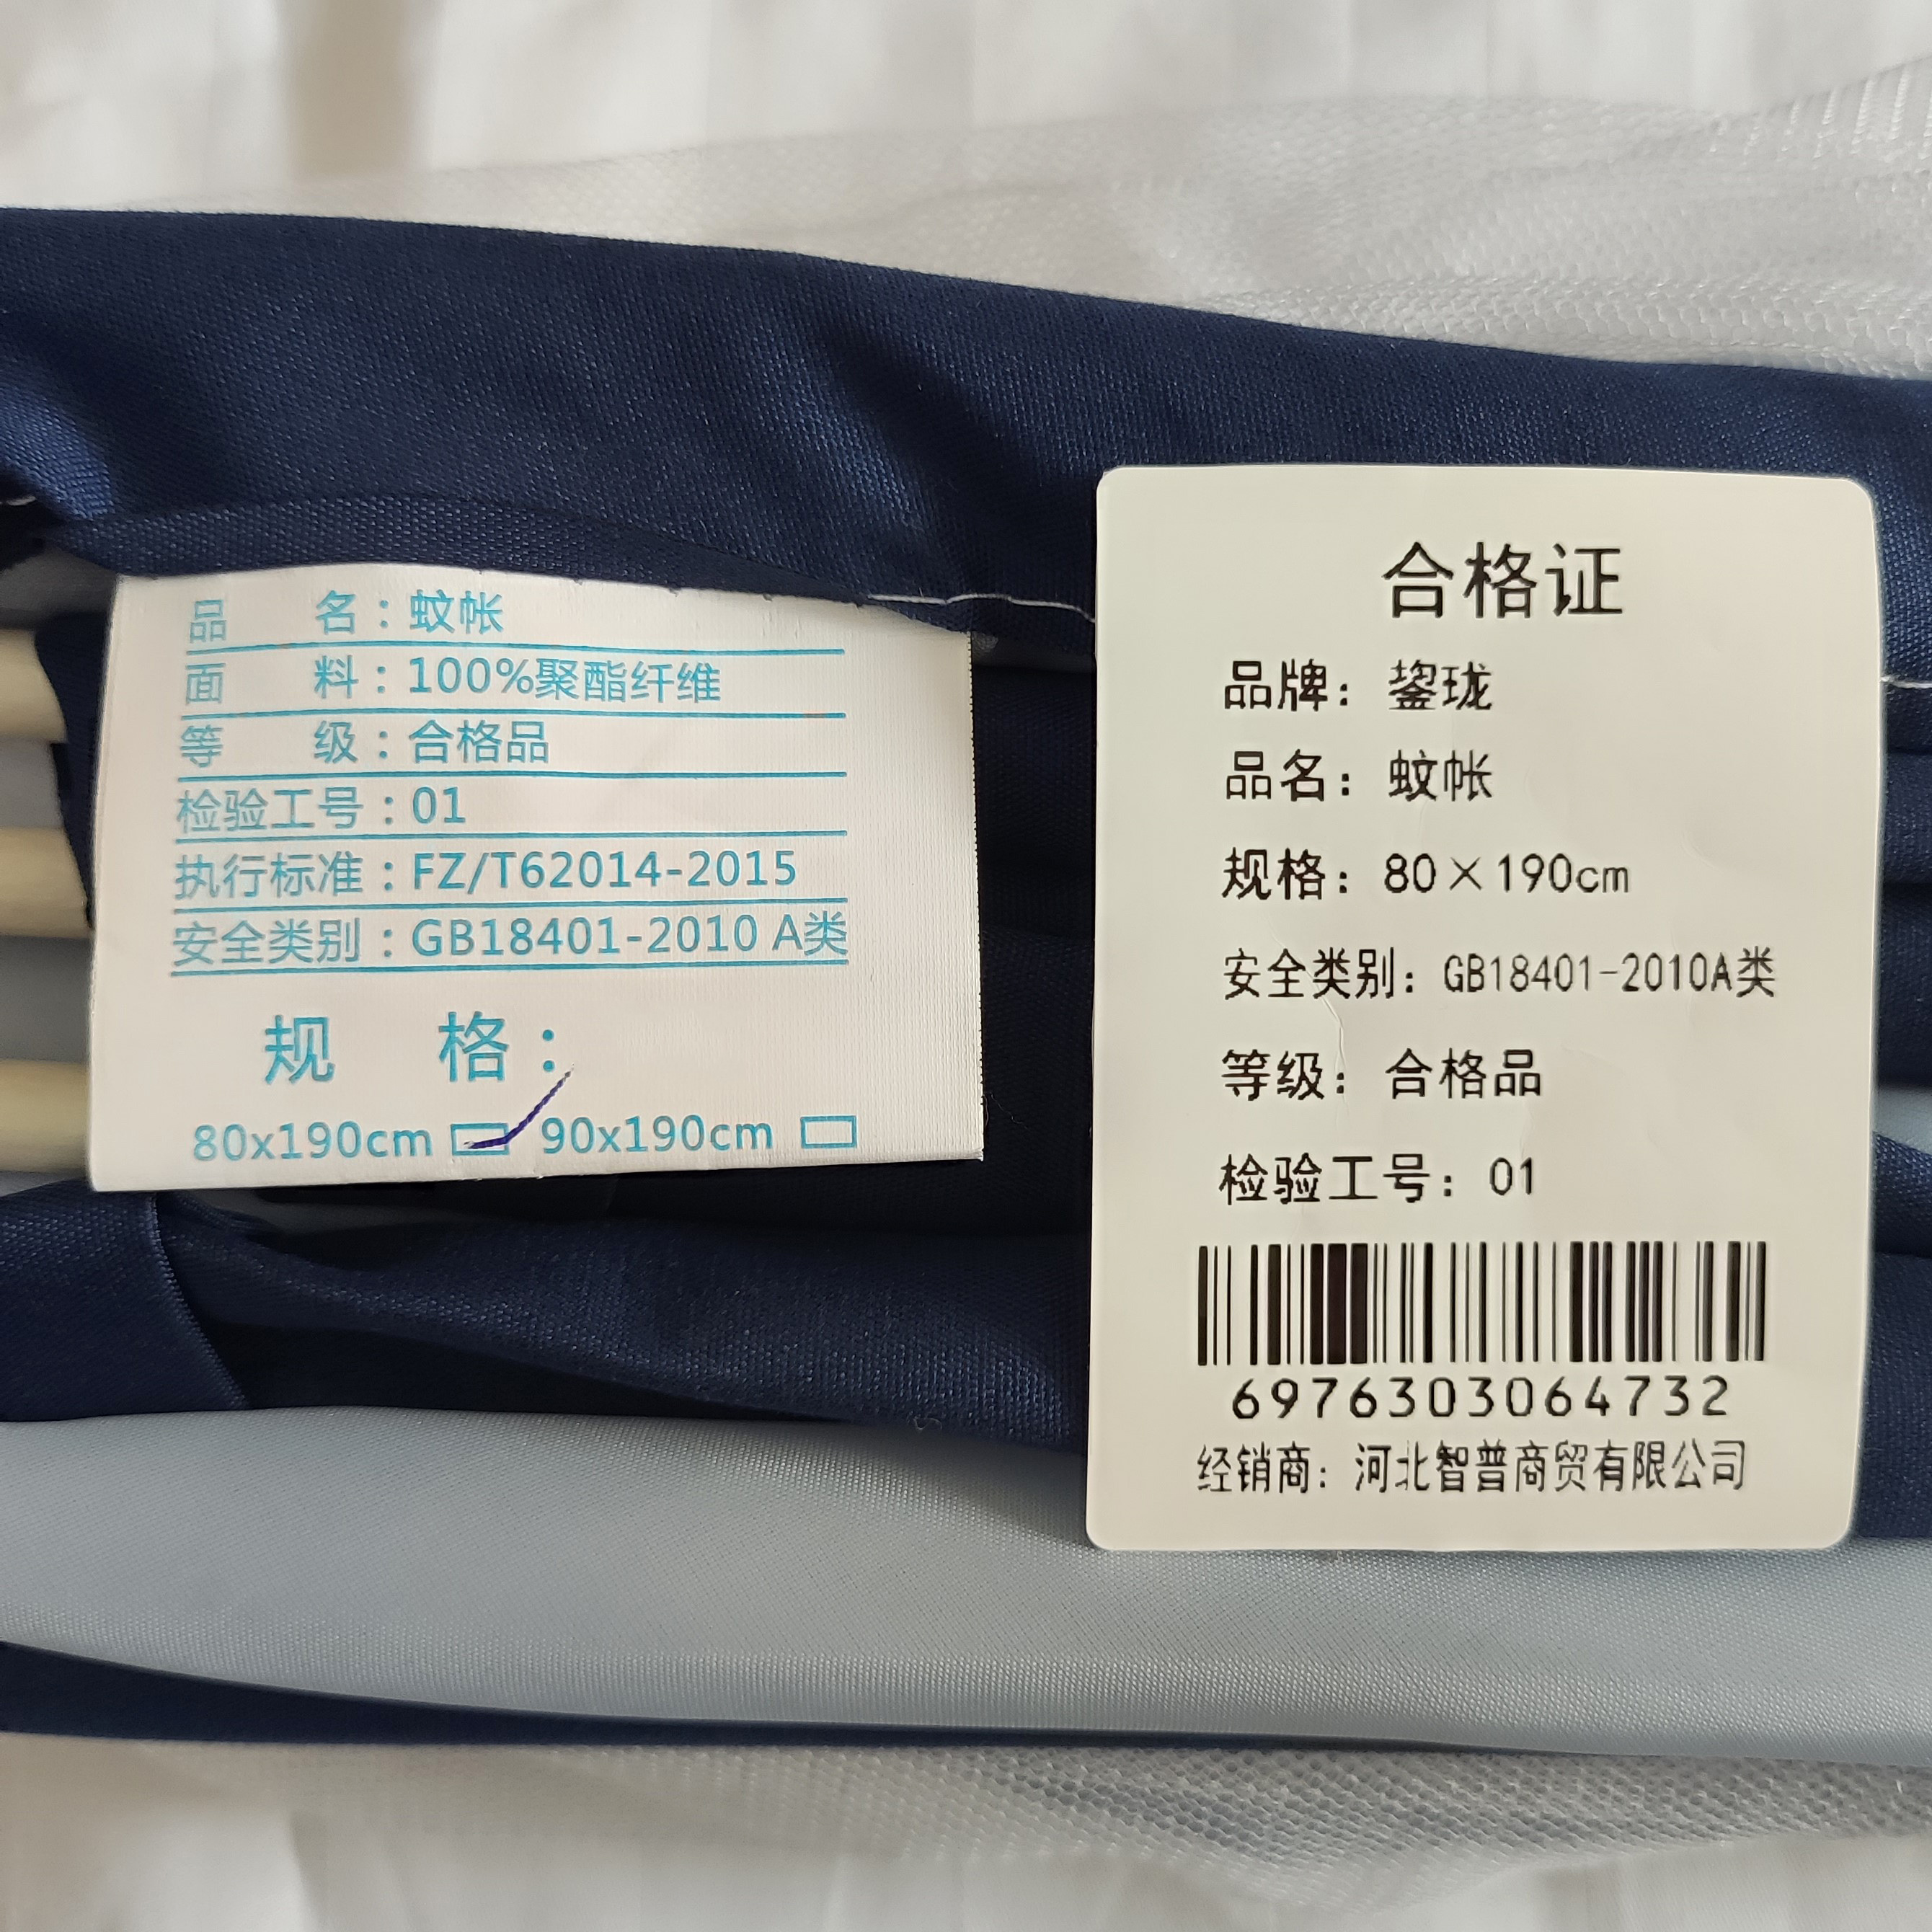 品 名：蚊帐
面 料：100%聚酯纤维
等 级：合格品
检验工号：01
执行标准：FZ/T62014-2015
安全类别：GB18401-2010 A类
规 格：
80x190cm 90x190cm
合格证
品牌：鋆珑
品名：蚊帐
规格：80×190cm
安全类别：GB18401-2010A类
等级：合格品
检验工号：01
6976303064732
经销商：河北智普商贸有限公司